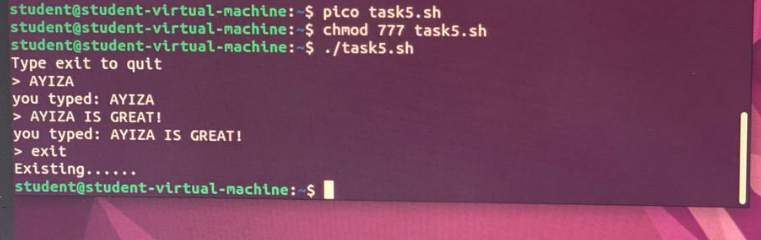 student@student-virtual-machine:~$ pico task5.sh
student@student-virtual-machine:~$ chmod 777 task5.sh
student@student-virtual-machine:~$ ./task5.sh
Type exit to quit
> AYIZA
you typed: AYIZA
> AYIZA IS GREAT!
you typed: AYIZA IS GREAT!
> exit
Existing......
student@student-virtual-machine:~$